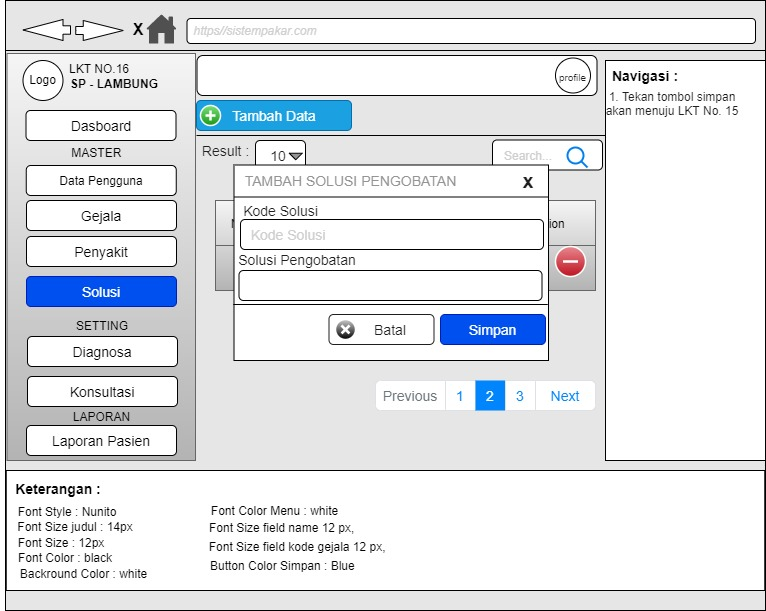 X
https//sistempakar.com
Logo
LKT NO.16
SP - LAMBUNG
Dasboard
MASTER
Data Pengguna
Gejala
Penyakit
Solusi
SETTING
Diagnosa
Konsultasi
LAPORAN
Laporan Pasien
profile
Tambah Data
Result :
10
Search...
TAMBAH SOLUSI PENGOBATAN
X
Kode Solusi
Kode Solusi
Solusi Pengobatan
Batal
Simpan
Previous 1 2 3 Next
Navigasi :
1. Tekan tombol simpan
akan menuju LKT No. 15
Keterangan :
Font Style : Nunito
Font Size judul : 14px
Font Size : 12px
Font Color : black
Backround Color : white
Font Color Menu : white
Font Size field name 12 px,
Font Size field kode gejala 12 px,
Button Color Simpan : Blue